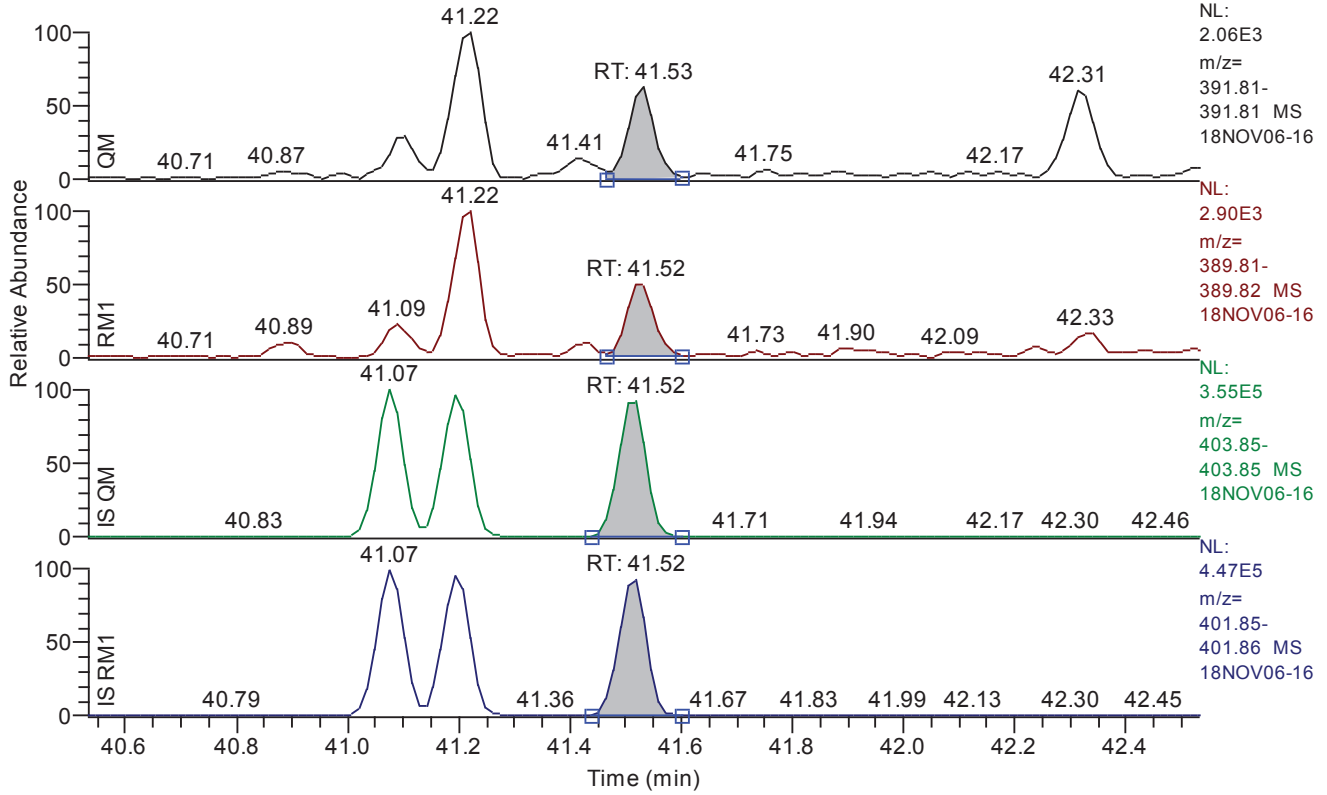 Relative Abundance
QM
100
50
0
40.71
40.87
41.22
41.41
RT: 41.53
41.75
42.17
42.31
NL:
2.06E3
m/z=
391.81-
391.81 MS
18NOV06-16
RM1
100
50
0
40.71
40.89
41.09
41.22
RT: 41.52
41.73
41.90
42.09
42.33
NL:
2.90E3
m/z=
389.81-
389.82 MS
18NOV06-16
IS QM
100
50
0
40.83
41.07
RT: 41.52
41.71
41.94
42.17
42.30
42.46
NL:
3.55E5
m/z=
403.85-
403.85 MS
18NOV06-16
IS RM1
100
50
0
40.79
41.07
41.36
RT: 41.52
41.67
41.83
41.99
42.13
42.30
42.45
NL:
4.47E5
m/z=
401.85-
401.86 MS
18NOV06-16
40.6 40.8 41.0 41.2 41.4 41.6 41.8 42.0 42.2 42.4
Time (min)